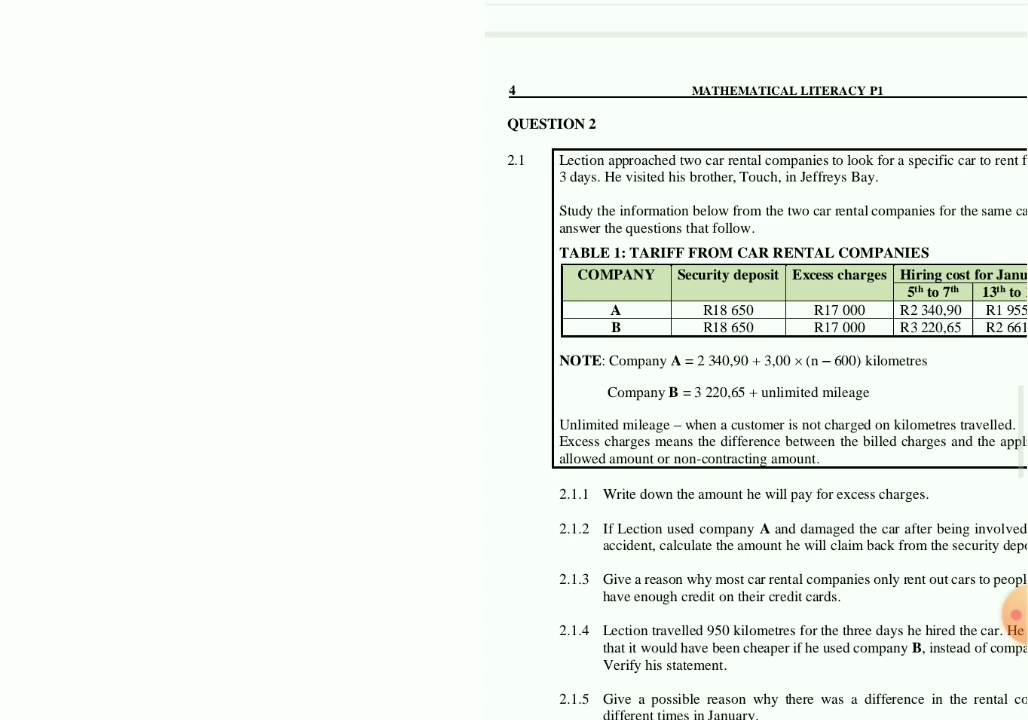 4 MATHEMATICAL LITERACY P1
QUESTION 2
2.1 Lection approached two car rental companies to look for a specific car to rent
3 days. He visited his brother, Touch, in Jeffreys Bay.
Study the information below from the two car rental companies for the same
answer the questions that follow.
TABLE 1: TARIFF FROM CAR RENTAL COMPANIES
COMPANY Security deposit Excess charges Hiring cost for
5th to 7th 13th to
A R18 650 R17 000 R2 340,90 R1 955
B R18 650 R17 000 R3 220,65 R2 661
NOTE: Company A = 2 340,90 + 3,00 × (n – 600) kilometres
Company B = 3 220,65 + unlimited mileage
Unlimited mileage – when a customer is not charged on kilometres travelled.
Excess charges means the difference between the billed charges and the
allowed amount or non-contracting amount.
2.1.1 Write down the amount he will pay for excess charges.
2.1.2 If Lection used company A and damaged the car after being involved
accident, calculate the amount he will claim back from the security
2.1.3 Give a reason why most car rental companies only rent out cars to
have enough credit on their credit cards.
2.1.4 Lection travelled 950 kilometres for the three days he hired the car. He
that it would have been cheaper if he used company B, instead of
Verify his statement.
2.1.5 Give a possible reason why there was a difference in the rental
different times in January.